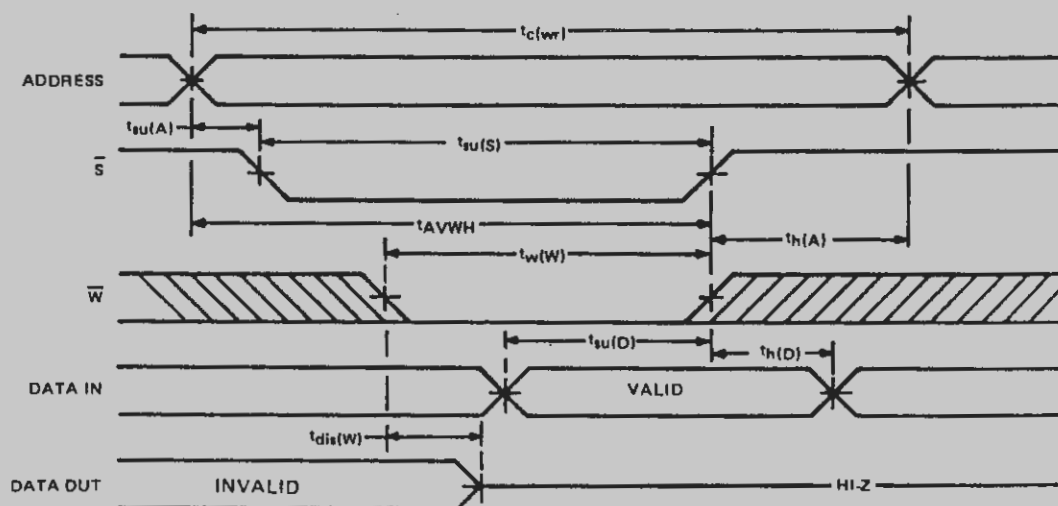 tc(wr)
ADDRESS
tsu(A)
tsu(S)
S̅
tAVWH
th(A)
tw(W)
W̅
tsu(D)
th(D)
DATA IN
VALID
tdis(W)
DATA OUT
INVALID
HI-Z